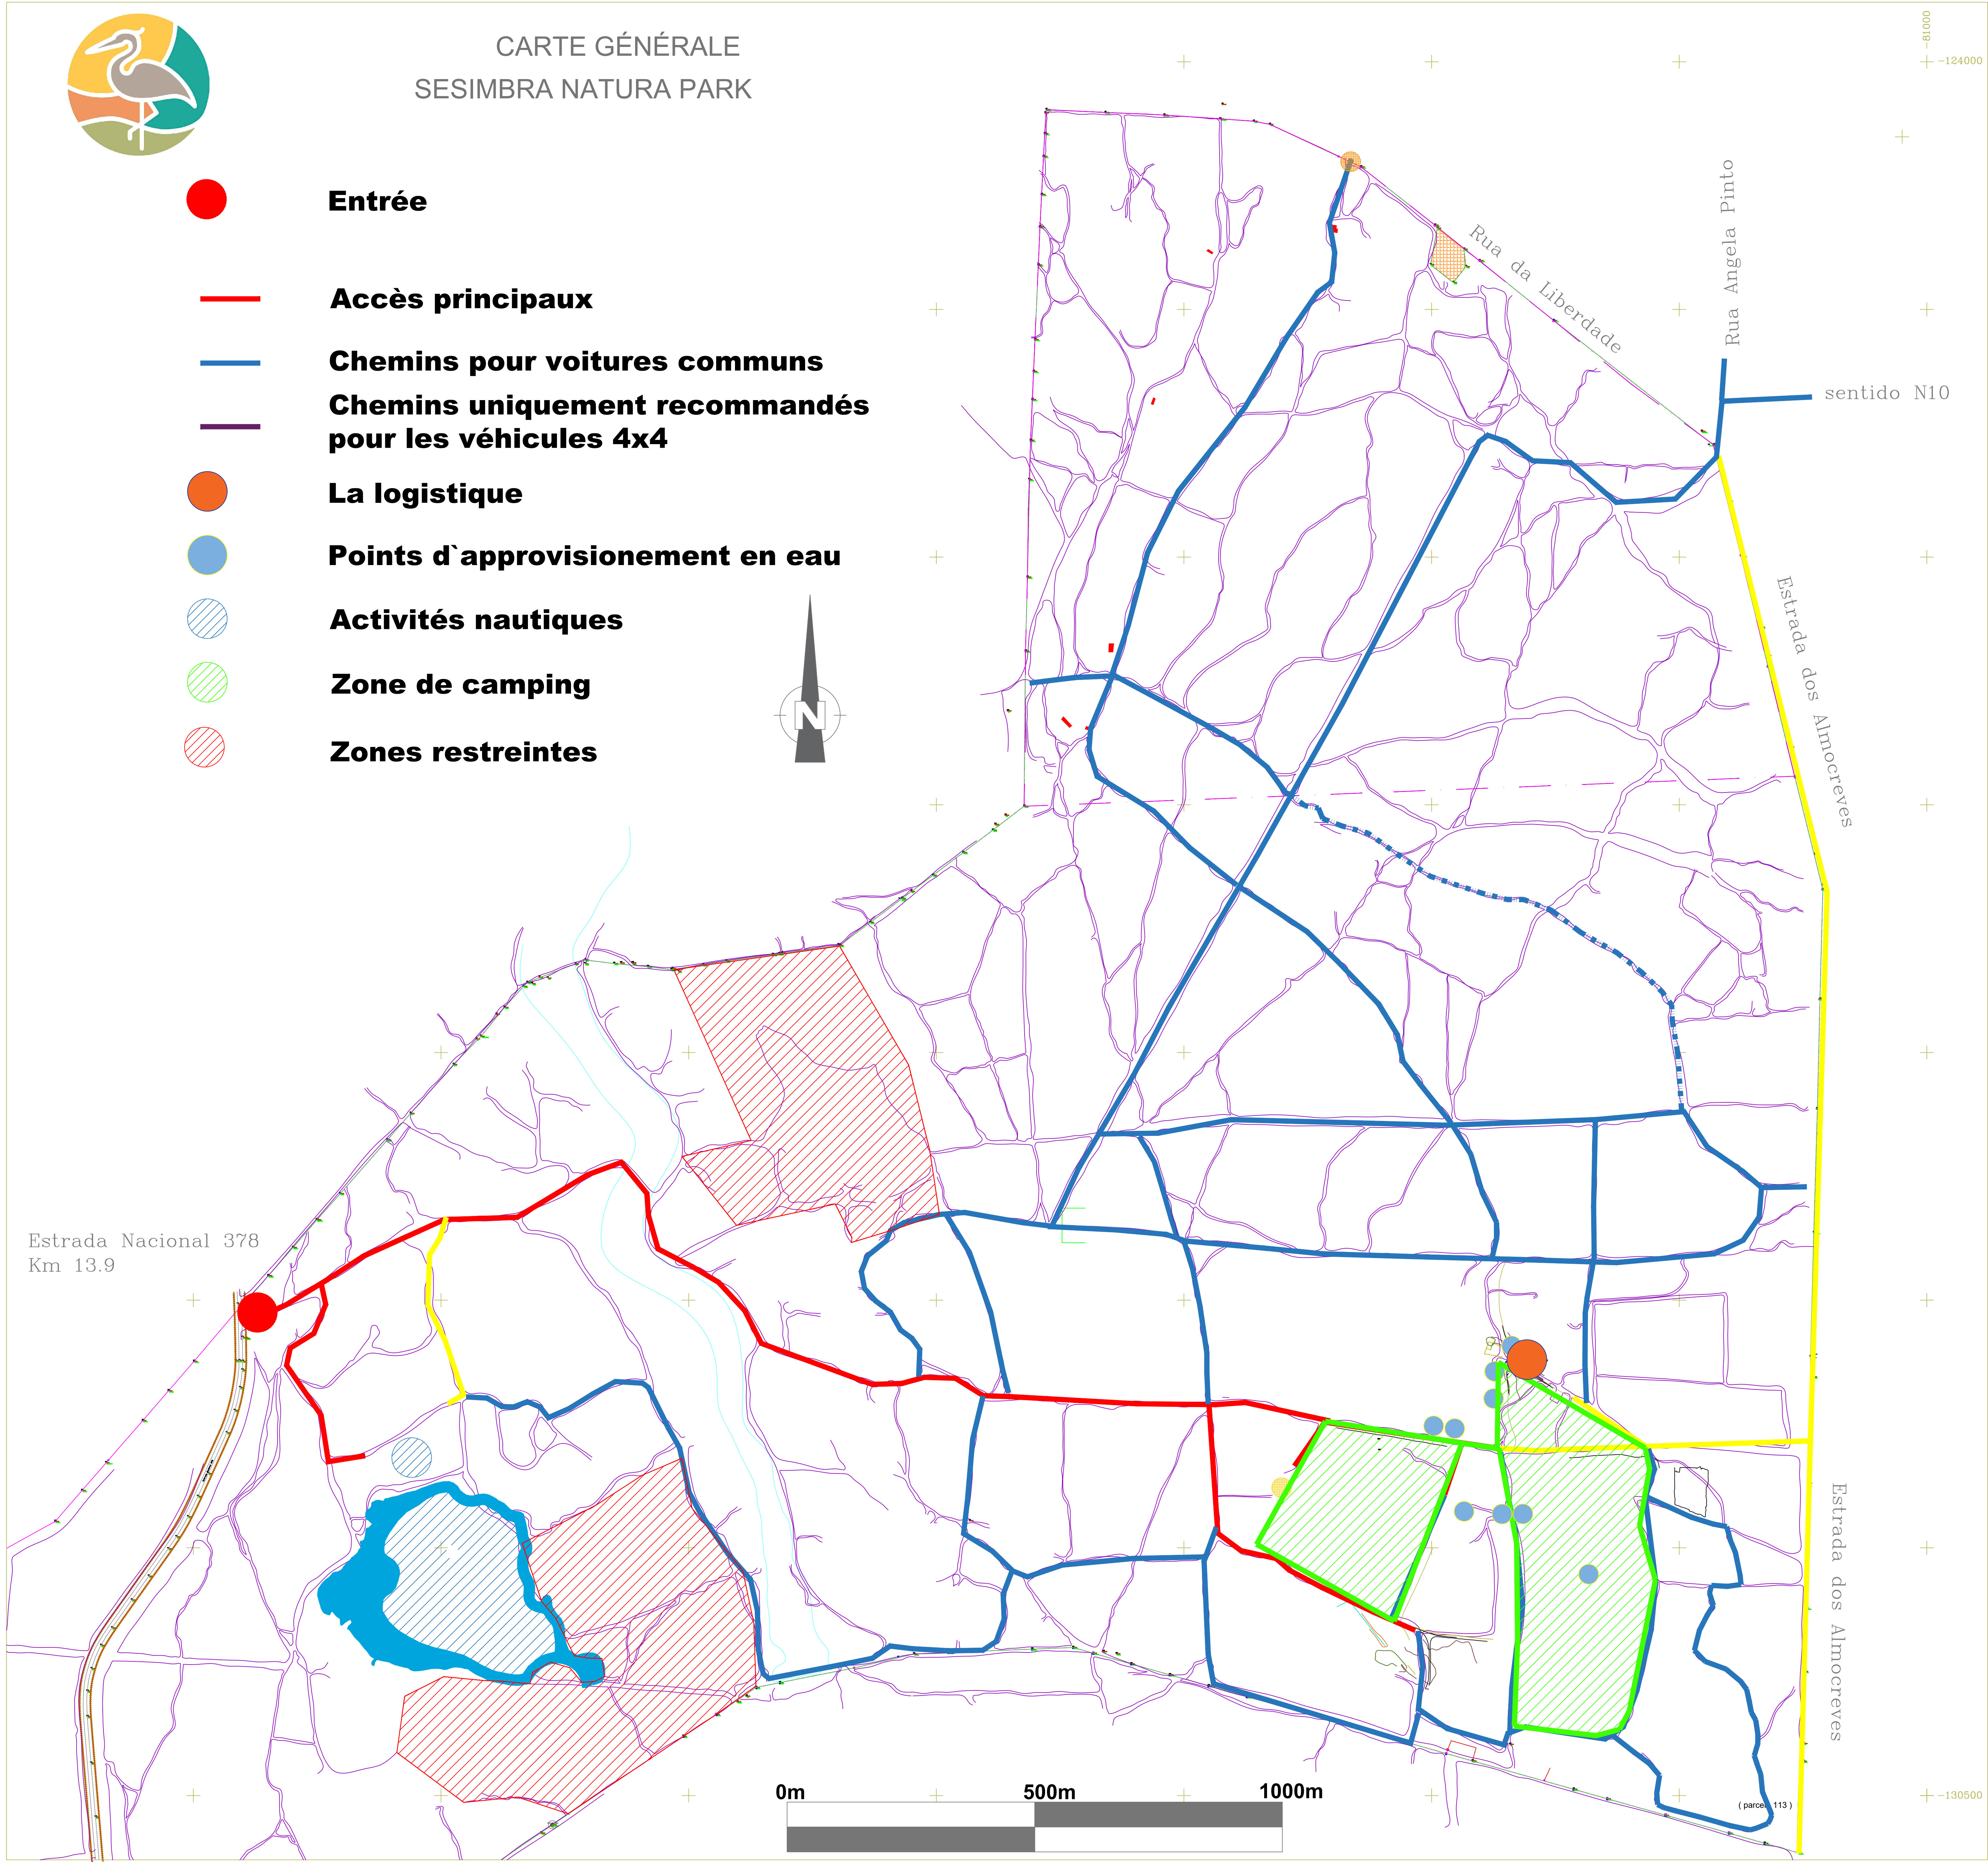 CARTE GÉNÉRALE
SESIMBRA NATURA PARK
Entrée
Accès principaux
Chemins pour voitures communs
Chemins uniquement recommandés
pour les véhicules 4x4
La logistique
Points d`approvisionement en eau
Activités nautiques
Zone de camping
Zones restreintes
N
-81000
-124000
Rua Angela Pinto
Rua da Liberdade
sentido N10
Estrada dos Almocreves
Estrada Nacional 378
Km 13.9
Estrada dos Almocreves
0m
500m
1000m
-130500
113 )